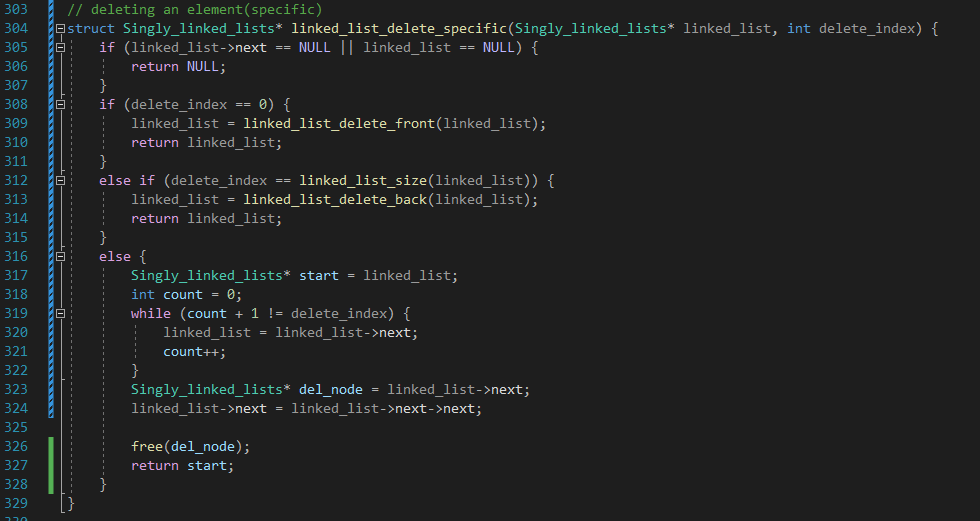 303 // deleting an element(specific)
304 struct Singly_linked_lists* linked_list_delete_specific(Singly_linked_lists* linked_list, int delete_index) {
305     if (linked_list->next == NULL || linked_list == NULL) {
306         return NULL;
307     }
308     if (delete_index == 0) {
309         linked_list = linked_list_delete_front(linked_list);
310         return linked_list;
311     }
312     else if (delete_index == linked_list_size(linked_list)) {
313         linked_list = linked_list_delete_back(linked_list);
314         return linked_list;
315     }
316     else {
317         Singly_linked_lists* start = linked_list;
318         int count = 0;
319         while (count + 1 != delete_index) {
320             linked_list = linked_list->next;
321             count++;
322         }
323         Singly_linked_lists* del_node = linked_list->next;
324         linked_list->next = linked_list->next->next;
325
326         free(del_node);
327         return start;
328     }
329 }